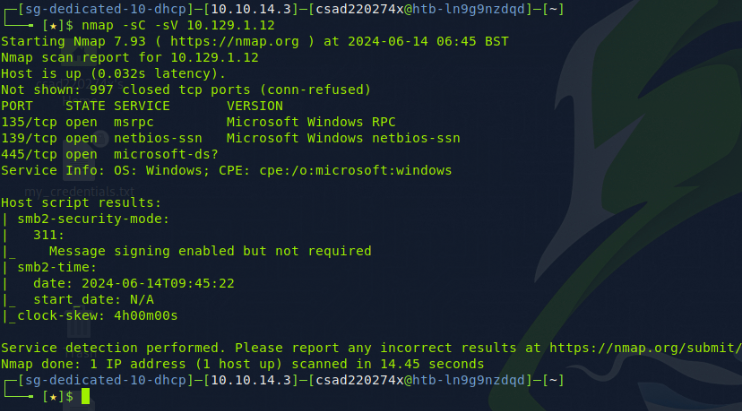 ┌─[sg-dedicated-10-dhcp]─[10.10.14.3]─[csad220274x@htb-ln9g9nzdqd]─[~]
└──╼ [★]$ nmap -sC -sV 10.129.1.12
Starting Nmap 7.93 ( https://nmap.org ) at 2024-06-14 06:45 BST
Nmap scan report for 10.129.1.12
Host is up (0.032s latency).
Not shown: 997 closed tcp ports (conn-refused)
PORT    STATE SERVICE       VERSION
135/tcp open  msrpc         Microsoft Windows RPC
139/tcp open  netbios-ssn   Microsoft Windows netbios-ssn
445/tcp open  microsoft-ds?
Service Info: OS: Windows; CPE: cpe:/o:microsoft:windows
my_credentials.txt
Host script results:
| smb2-security-mode:
|   311:
|_    Message signing enabled but not required
| smb2-time:
|   date: 2024-06-14T09:45:22
|_  start_date: N/A
|_clock-skew: 4h00m00s
Service detection performed. Please report any incorrect results at https://nmap.org/submit/
Nmap done: 1 IP address (1 host up) scanned in 14.45 seconds
┌─[sg-dedicated-10-dhcp]─[10.10.14.3]─[csad220274x@htb-ln9g9nzdqd]─[~]
└──╼ [★]$